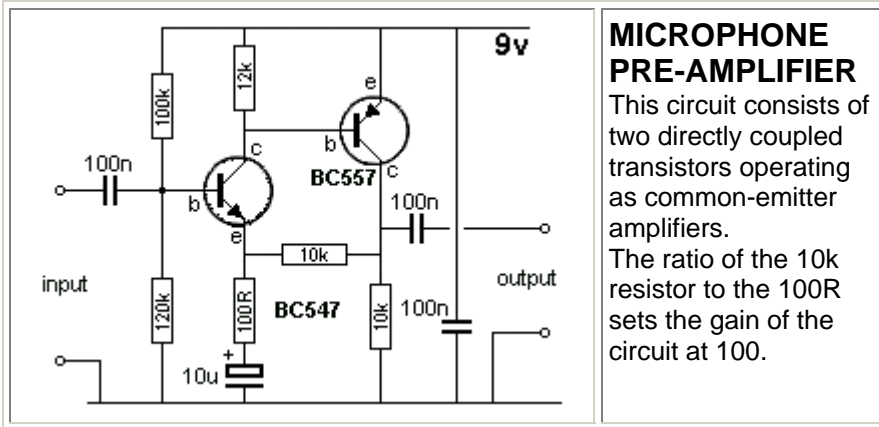 9v
12k
100k
e
b
c
100n
BC557
c
b
100n
e
10k
input
output
120k
100R
BC547
10k
100n
+
10u
MICROPHONE
PRE-AMPLIFIER
This circuit consists of
two directly coupled
transistors operating
as common-emitter
amplifiers.
The ratio of the 10k
resistor to the 100R
sets the gain of the
circuit at 100.